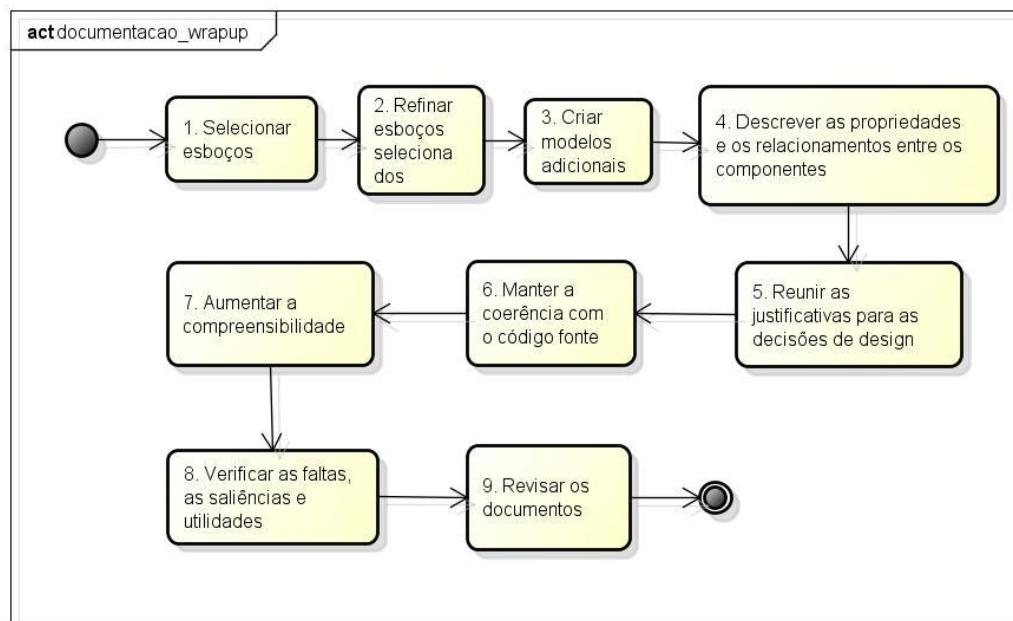 act documentacao_wrapup
1. Selecionar
esboços
2. Refinar
esboços
seleciona
dos
3. Criar
modelos
adicionais
4. Descrever as propriedades
e os relacionamentos entre os
componentes
5. Reunir as
justificativas para as
decisões de design
6. Manter a
coerência com
o código fonte
7. Aumentar a
compreensibilidade
8. Verificar as faltas,
as saliências e
utilidades
9. Revisar os
documentos